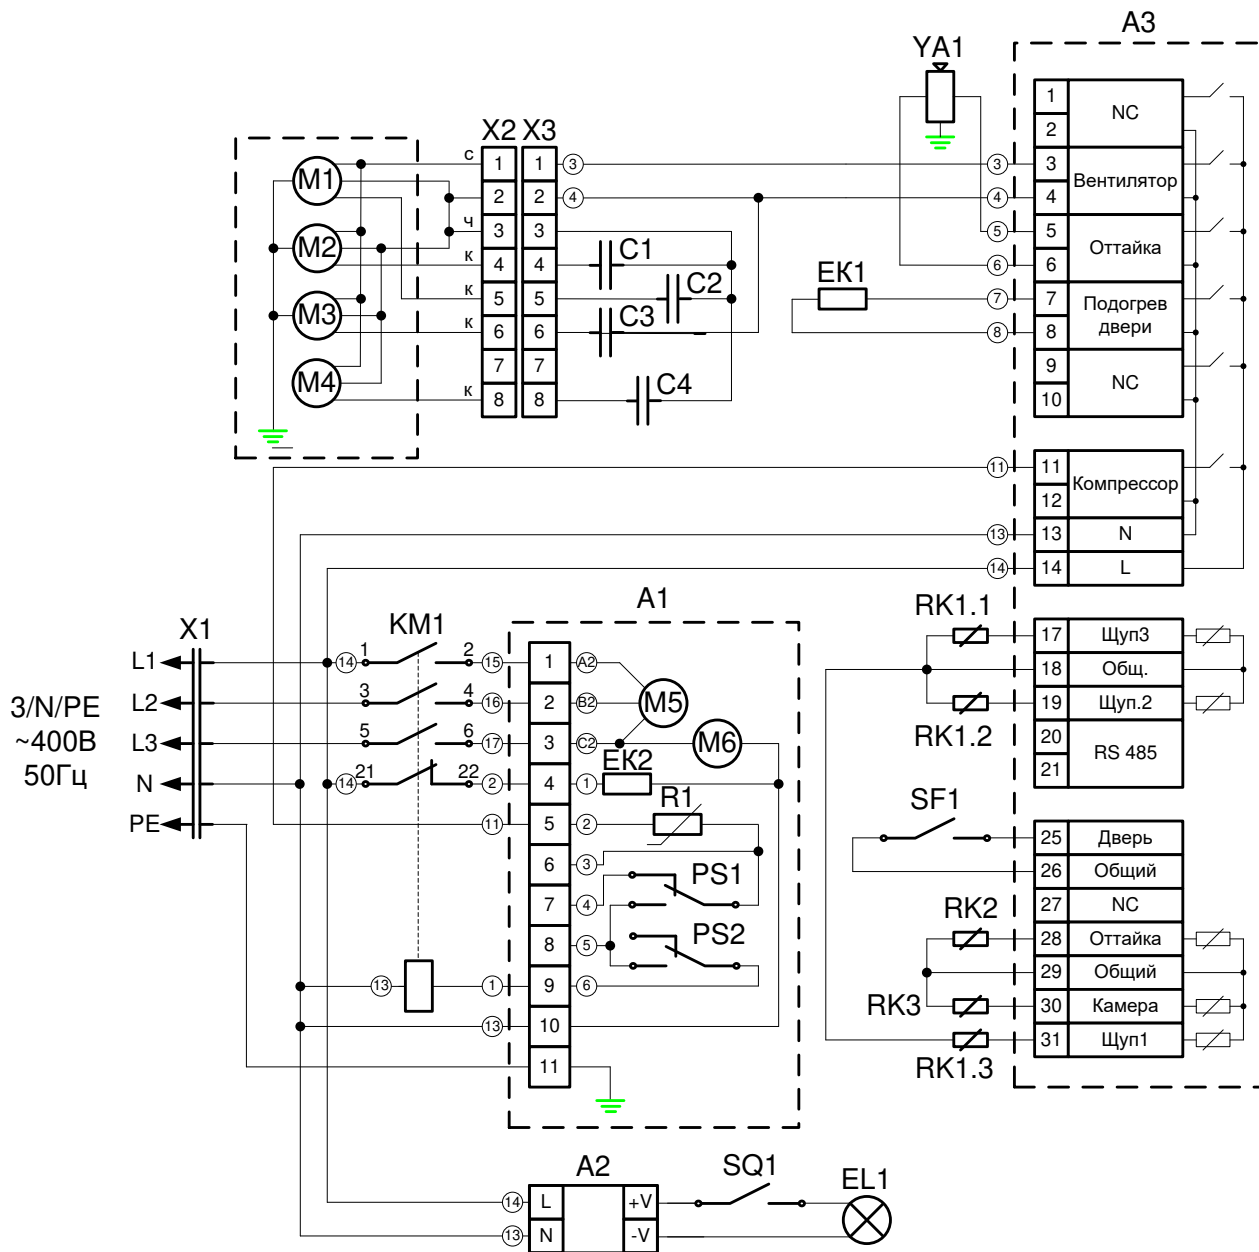 A3
YA1
1
NC
2
X2 X3
с 1 1 3 3 3
Вентилятор
M1
2 2 4 4 4
ч 3 3 5 5
Оттайка
M2
к 4 4 C1 6 6
EK1
к 5 5 C2 7 7
Подогрев
двери
M3
к 6 6 C3 8 8
7 7 9
NC
M4
к 8 8 C4 10
11 11
Компрессор
12
13 13 N
14 14 L
A1
RK1.1
X1
KM1
17 Щуп3
L1 14 1 2 15 1 A2
18 Общ.
L2 3 4 16 2 B2 M5
19 Щуп.2
RK1.2
3/N/PE
~400В
50Гц
L3 5 6 17 3 C2 M6
20
RS 485
21
N 14 21 22 2 4 1 EK2
PE 11 5 2 R1
SF1
25 Дверь
6 3
26 Общий
7 4 PS1
27 NC
RK2
28 Оттайка
8 5 PS2
29 Общий
13 1 9 6
RK3
30 Камера
13 10
31 Щуп1
RK1.3
11
A2
SQ1
EL1
14 L +V
13 N -V